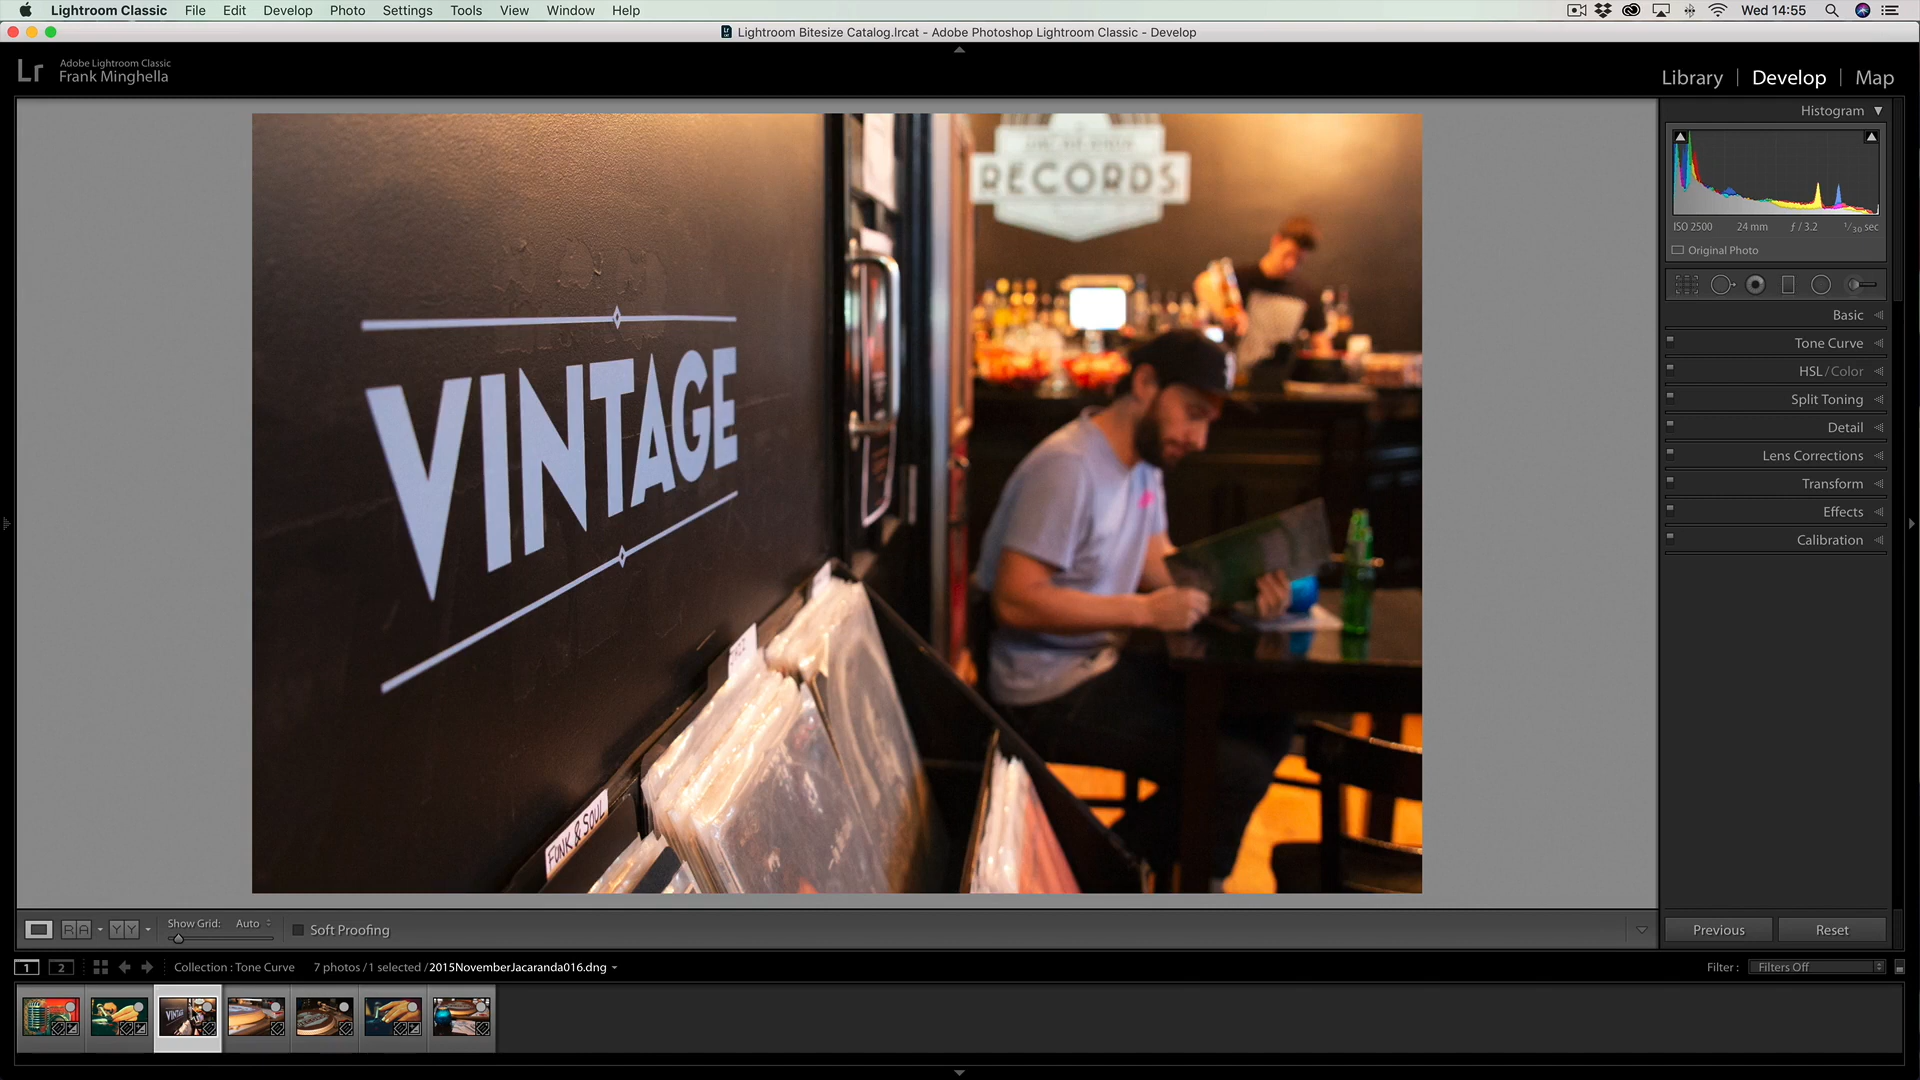 Lightroom Classic File Edit Develop Photo Settings Tools View Window Help Wed 14:55
Lightroom Bitesize Catalog.lrcat - Adobe Photoshop Lightroom Classic - Develop
Lr Adobe Lightroom Classic
Frank Minghella
Library | Develop | Map
Histogram
RECORDS
VINTAGE
FUNK & SOUL
ISO 2500 24 mm ƒ / 3.2 1/30 sec
Original Photo
Basic
Tone Curve
HSL / Color
Split Toning
Detail
Lens Corrections
Transform
Effects
Calibration
R A Y Y Show Grid: Auto Soft Proofing
Previous Reset
1 2 Collection : Tone Curve 7 photos / 1 selected / 2015NovemberJacaranda016.dng Filter : Filters Off